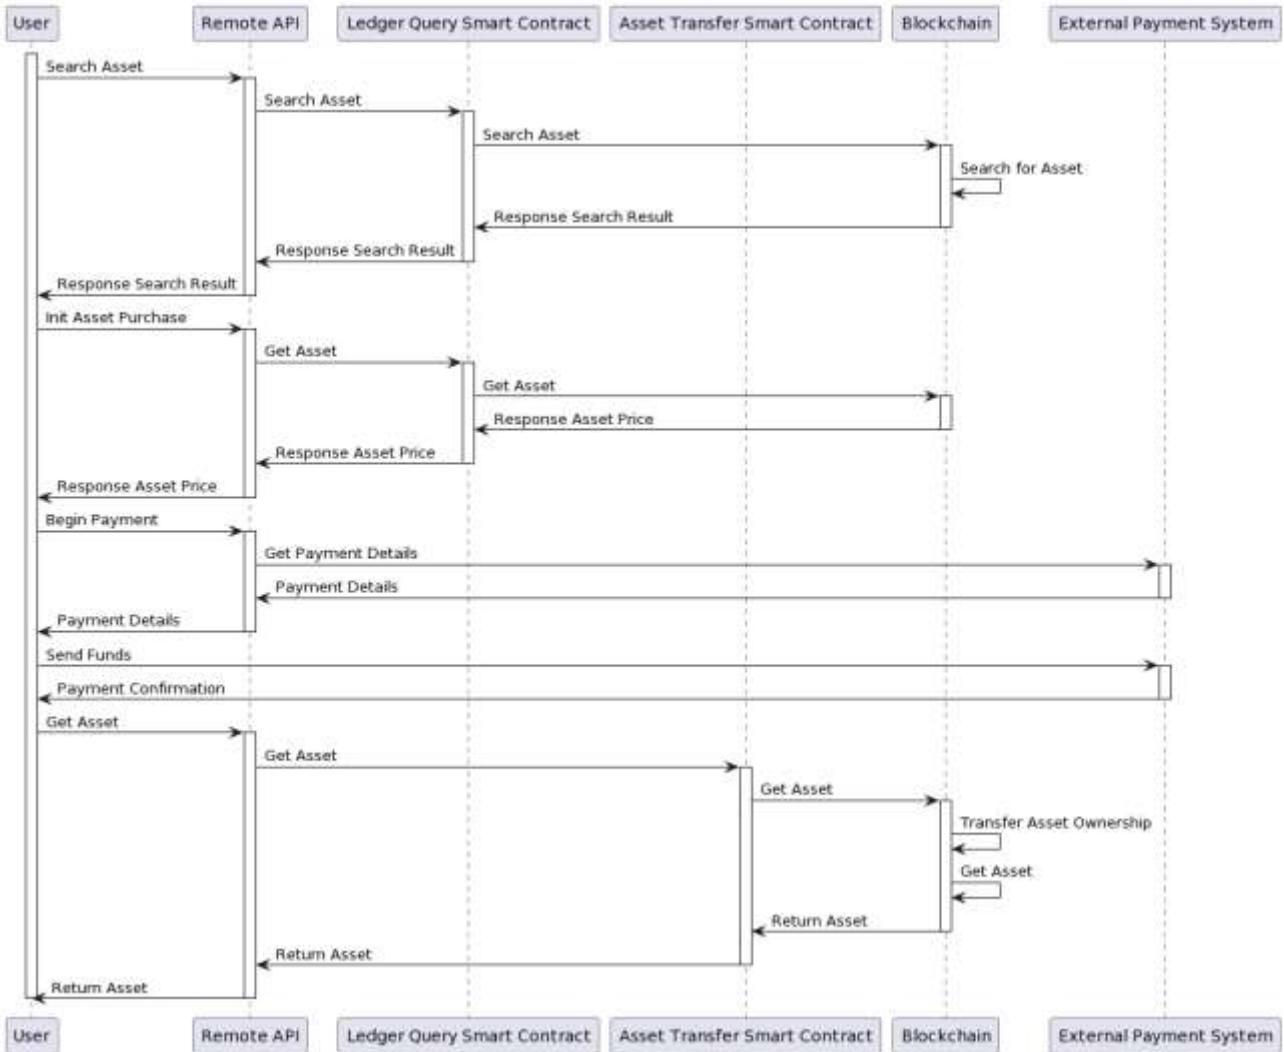 User Remote API Ledger Query Smart Contract Asset Transfer Smart Contract Blockchain External Payment System
Search Asset
Search Asset
Search Asset
Search for Asset
Response Search Result
Response Search Result
Response Search Result
Init Asset Purchase
Get Asset
Get Asset
Response Asset Price
Response Asset Price
Response Asset Price
Begin Payment
Get Payment Details
Payment Details
Payment Details
Send Funds
Payment Confirmation
Get Asset
Get Asset
Get Asset
Transfer Asset Ownership
Get Asset
Return Asset
Return Asset
Return Asset
User Remote API Ledger Query Smart Contract Asset Transfer Smart Contract Blockchain External Payment System